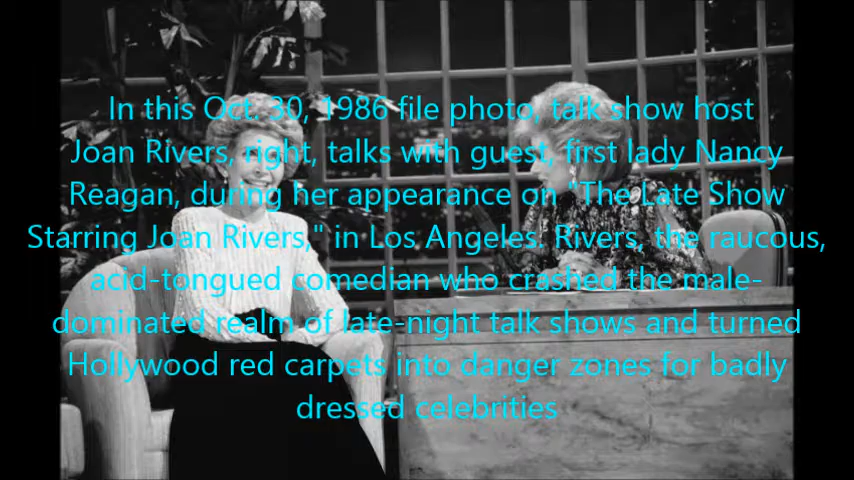 In this Oct. 30, 1986 file photo, talk show host
Joan Rivers, right, talks with guest, first lady Nancy
Reagan, during her appearance on "The Late Show
Starring Joan Rivers," in Los Angeles. Rivers, the raucous,
acid-tongued comedian who crashed the male-
dominated realm of late-night talk shows and turned
Hollywood red carpets into danger zones for badly
dressed celebrities